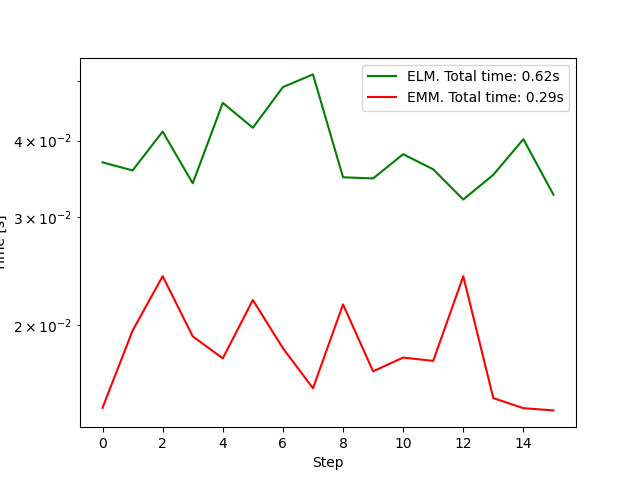 ELM. Total time: 0.62s
EMM. Total time: 0.29s
4 × 10⁻²
3 × 10⁻²
2 × 10⁻²
Time [s]
0 2 4 6 8 10 12 14
Step